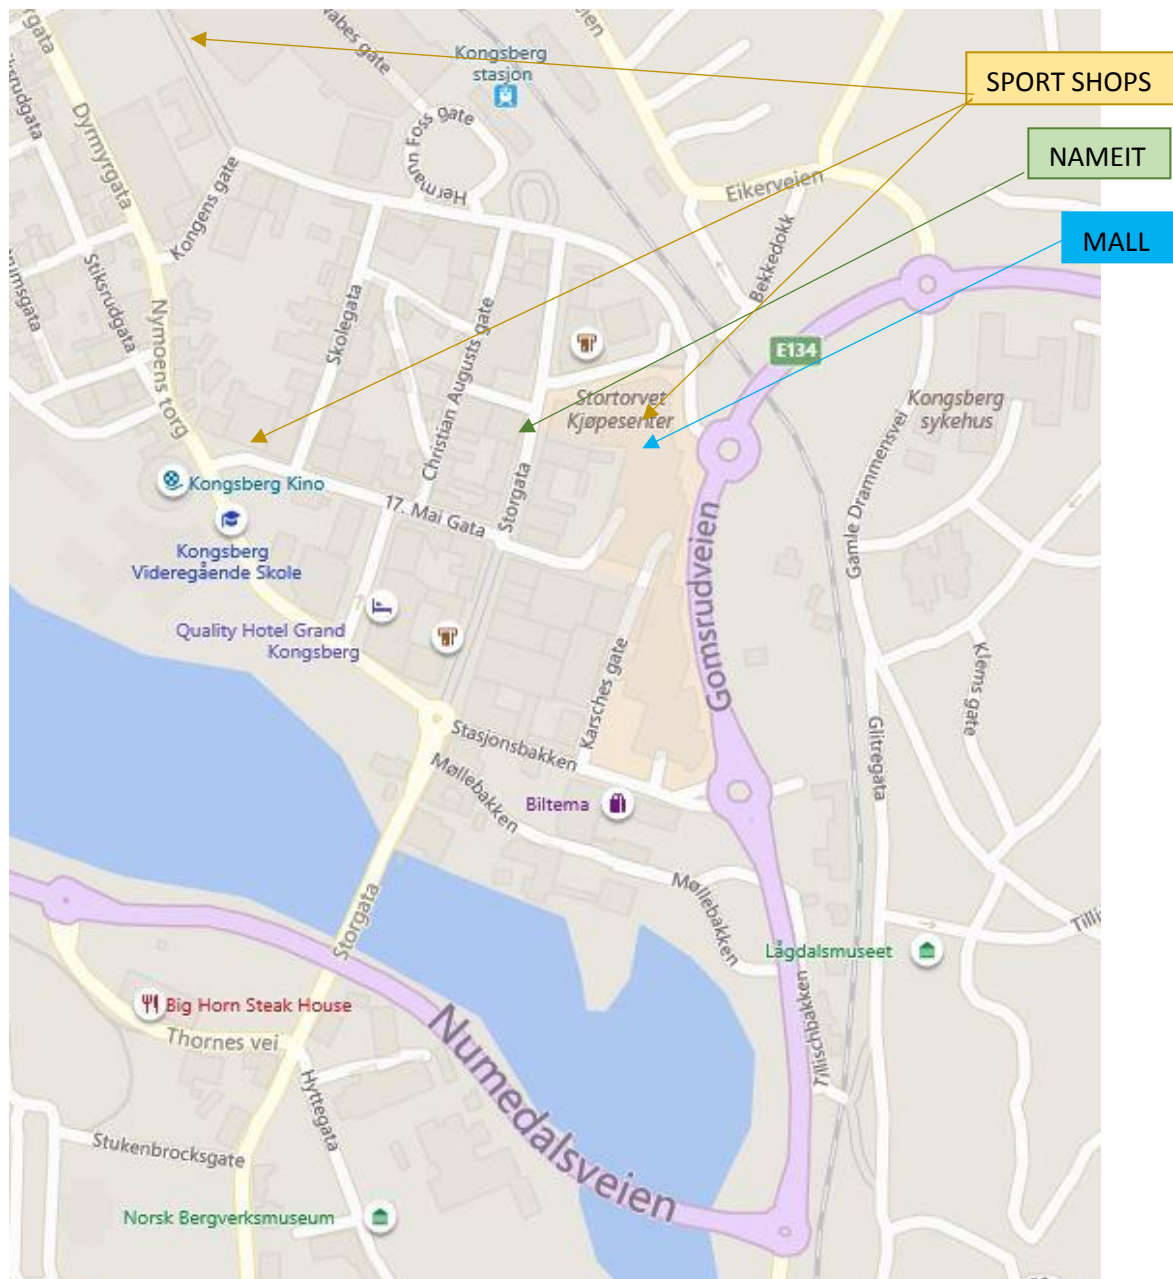 Kongsberg
stasjon
SPORT SHOPS
NAMEIT
MALL
Dyrmyrgata
Kongens gate
Hermann Foss gate
Eikerveien
Bekkedokk
Stiksrudgata
Nymoens torg
Skolegata
Christian Augusts gate
E134
Stortorvet
Kjøpesenter
Kongsberg
sykehus
Kongsberg Kino
17. Mai Gata
Storgata
Gamle Drammensvei
Kongsberg
Videregående Skole
Quality Hotel Grand
Kongsberg
Gomsrudveien
Karsches gate
Klems gate
Glitregata
Stasjonsbakken
Møllebakken
Biltema
Møllebakken
Storgata
Lågdalsmuseet
Tillischbakken
Big Horn Steak House
Thornes vei
Numedalsveien
Hyttegata
Stukenbrocksgate
Norsk Bergverksmuseum